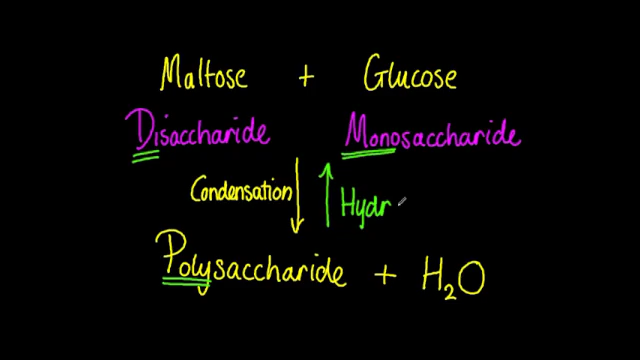 Maltose + Glucose
Disaccharide Monosaccharide
Condensation Hydr
Polysaccharide + H₂O